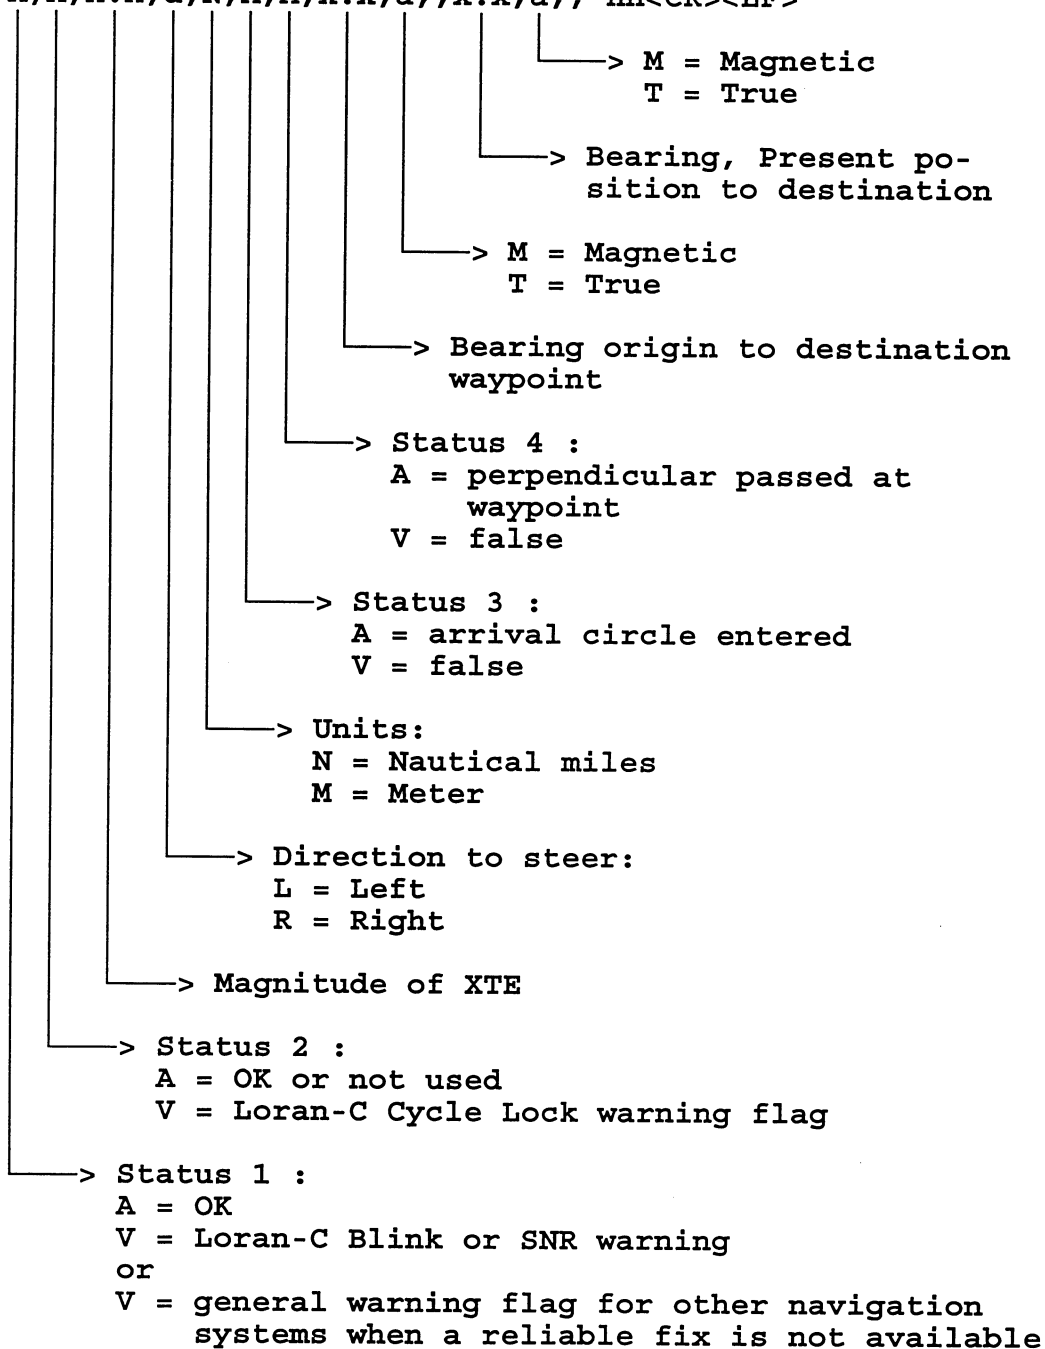 M = Magnetic
T = True
Bearing, Present po-
sition to destination
M = Magnetic
T = True
Bearing origin to destination
waypoint
Status 4 :
A = perpendicular passed at
waypoint
V = false
Status 3 :
A = arrival circle entered
V = false
Units:
N = Nautical miles
M = Meter
Direction to steer:
L = Left
R = Right
Magnitude of XTE
Status 2 :
A = OK or not used
V = Loran-C Cycle Lock warning flag
Status 1 :
A = OK
V = Loran-C Blink or SNR warning
or
V = general warning flag for other navigation
systems when a reliable fix is not available